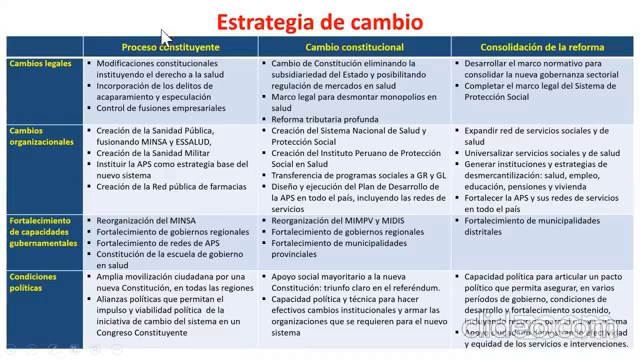 Estrategia de cambio
Proceso constituyente
Cambio constitucional
Consolidación de la reforma
Cambios legales
Modificaciones constitucionales
instituyendo el derecho a la salud
Incorporación de los delitos de
acaparamiento y especulación
Control de fusiones empresariales
Cambio de Constitución eliminando la
subsidiaridad del Estado y posibilitando
regulación de mercados en salud
Marco legal para desmontar monopolios en
salud
Reforma tributaria profunda
Desarrollar el marco normativo para
consolidar la nueva gobernanza sectorial
Completar el marco legal del Sistema de
Protección Social
Cambios
organizacionales
Creación de la Sanidad Pública,
fusionando MINSA y ESSALUD,
Creación de la Sanidad Militar
Instituir la APS como estrategia base del
nuevo sistema
Creación de la Red pública de farmacias
Creación del Sistema Nacional de Salud y
Protección Social
Creación del Instituto Peruano de Protección
Social en Salud
Transferencia de programas sociales a GR y GL
Diseño y ejecución del Plan de Desarrollo de
la APS en todo el país, incluyendo las redes de
servicios
Expandir red de servicios sociales y de
salud
Universalizar servicios sociales y de salud
Generar instituciones y estrategias de
desmercantilización: salud, empleo,
educación, pensiones y vivienda
Fortalecer la APS y sus redes de servicios
en todo el país
Fortalecimiento
de capacidades
gubernamentales
Reorganización del MINSA
Fortalecimiento de gobiernos regionales
Fortalecimiento de redes de APS
Constitución de la escuela de gobierno
en salud
Reorganización del MIMPV y MIDIS
Fortalecimiento de gobiernos regionales
Fortalecimiento de municipalidades
provinciales
Fortalecimiento de municipalidades
distritales
Condiciones
políticas
Amplia movilización ciudadana por una
nueva Constitución, en todas las regiones
Alianzas políticas que permitan el
impulso y viabilidad política de la
iniciativa de cambio del sistema en un
Congreso Constituyente
Apoyo social mayoritario a la nueva
Constitución: triunfo claro en el referéndum.
Capacidad política y técnica para hacer
efectivos cambios institucionales y armar las
organizaciones que se requieren para el nuevo
sistema
Capacidad política para articular un pacto
político que permita asegurar, en varios
períodos de gobierno, condiciones de
desarrollo y fortalecimiento sostenido,
y equidad de los servicios e intervenciones.
clideo.com